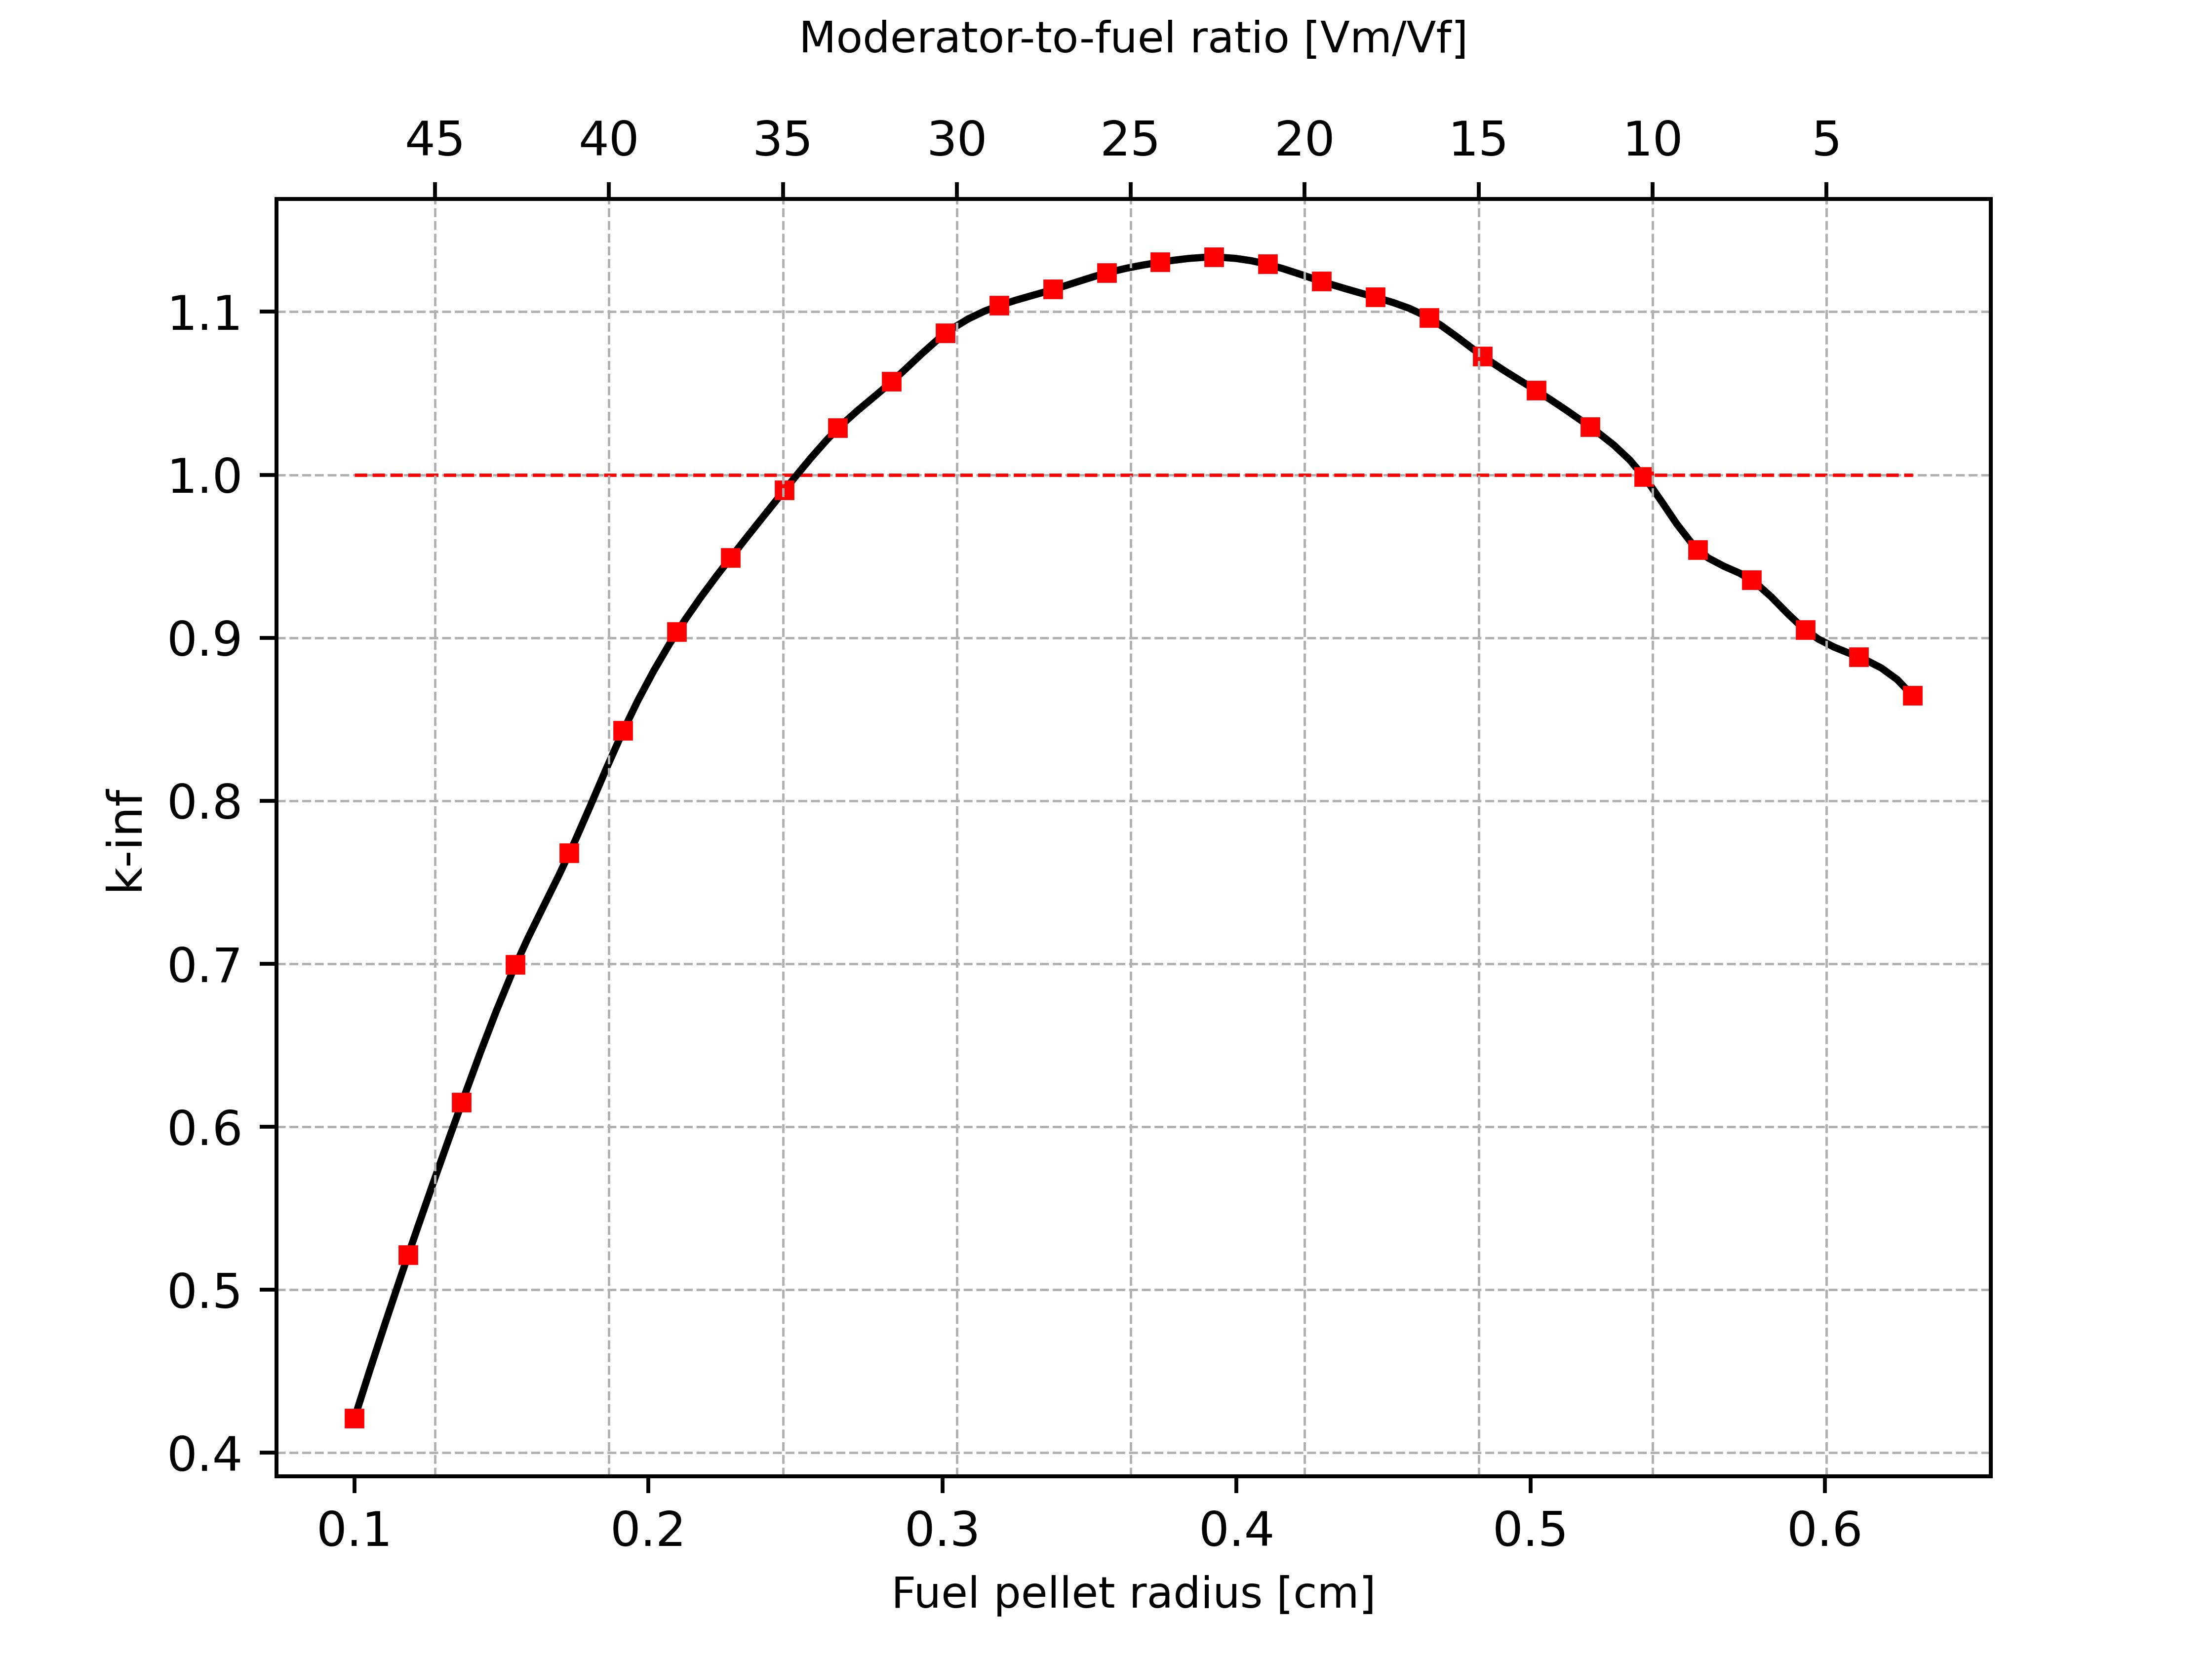 Moderator-to-fuel ratio [Vm/Vf]
45 40 35 30 25 20 15 10 5
1.1
1.0
0.9
0.8
0.7
0.6
0.5
0.4
k-inf
0.1 0.2 0.3 0.4 0.5 0.6
Fuel pellet radius [cm]